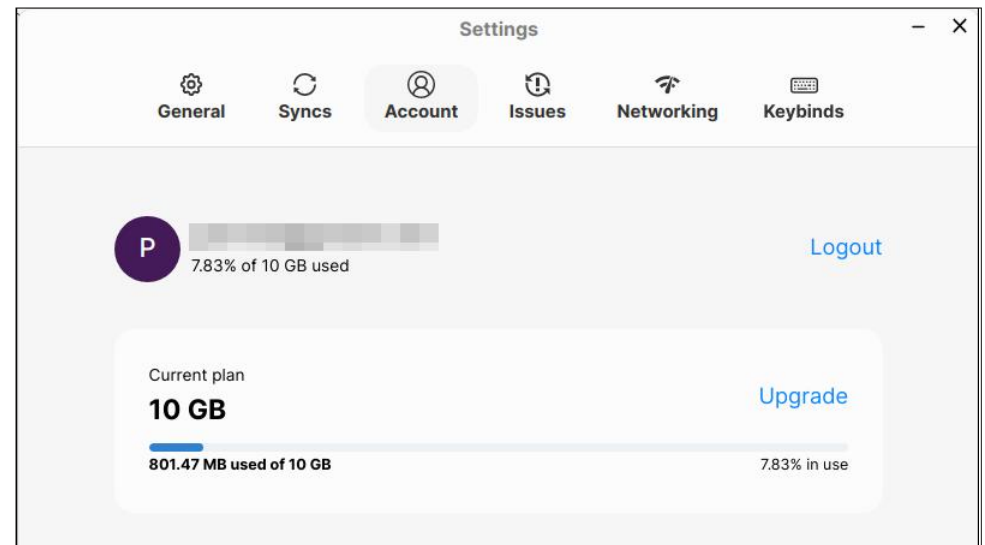 Settings
General Syncs Account Issues Networking Keybinds
P
7.83% of 10 GB used
Logout
Current plan
10 GB
Upgrade
801.47 MB used of 10 GB 7.83% in use